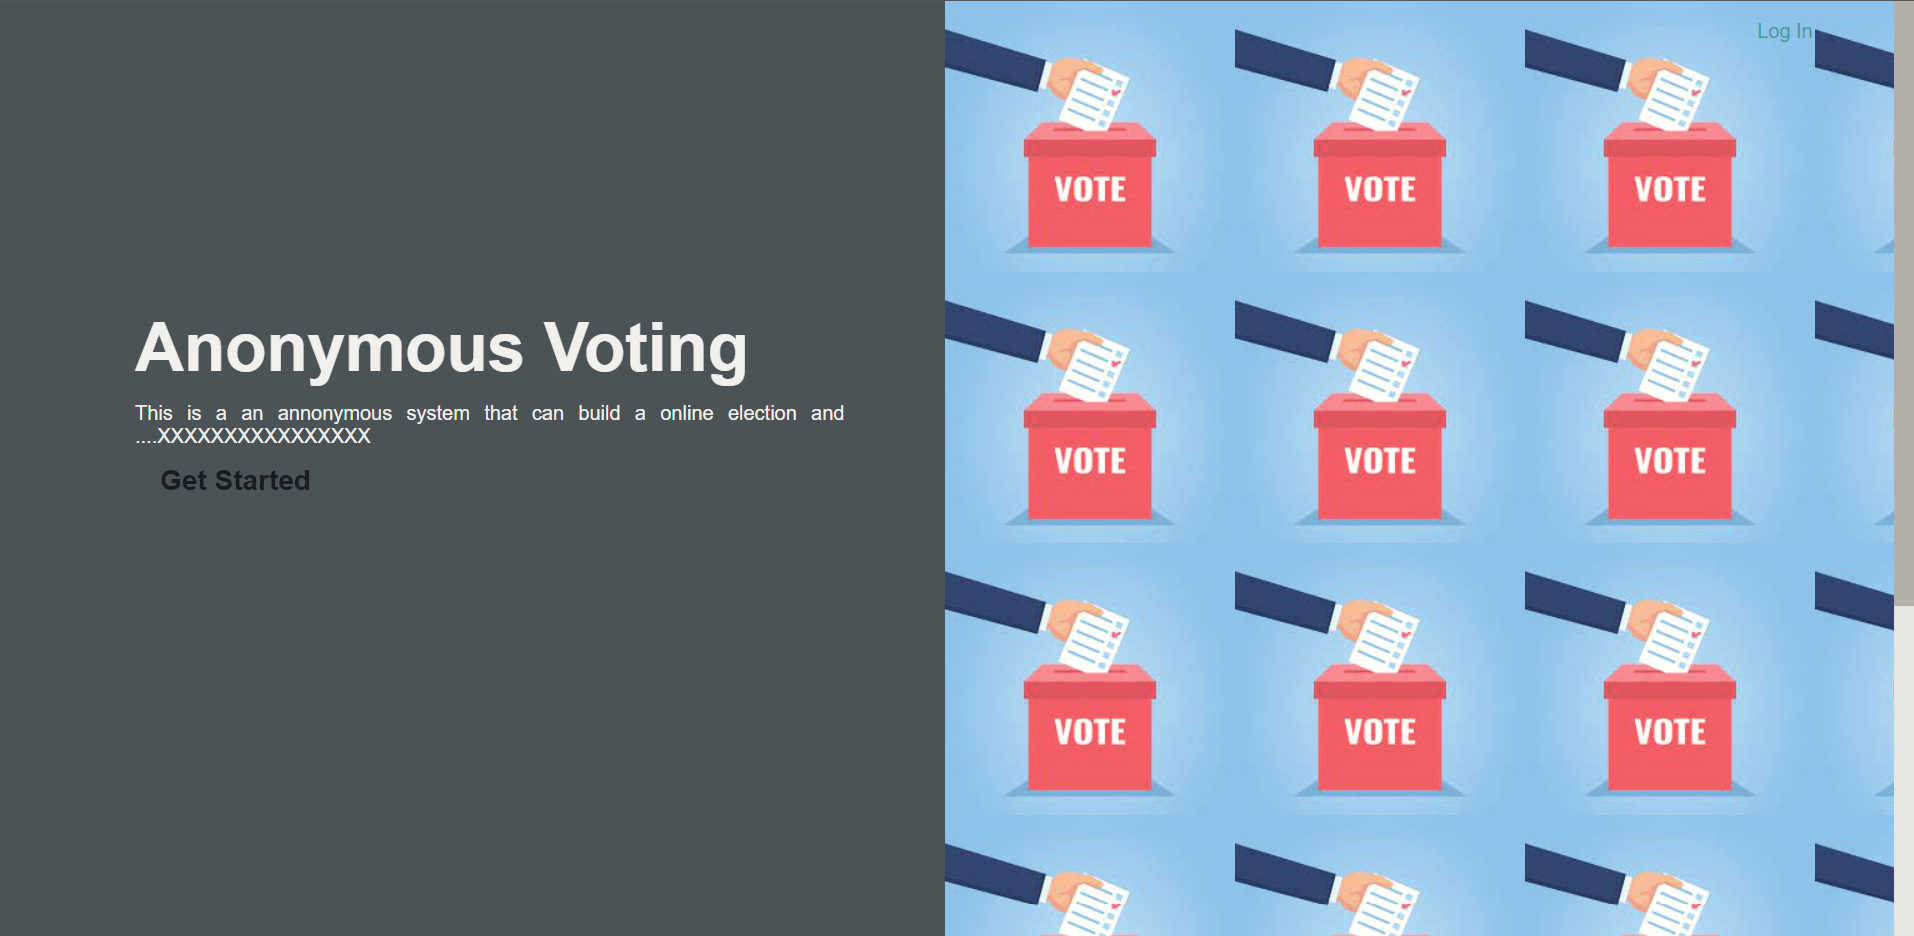 Log In
VOTE VOTE VOTE
Anonymous Voting
This is a an annonymous system that can build a online election and
....XXXXXXXXXXXXXXXX
Get Started
VOTE VOTE VOTE
VOTE VOTE VOTE